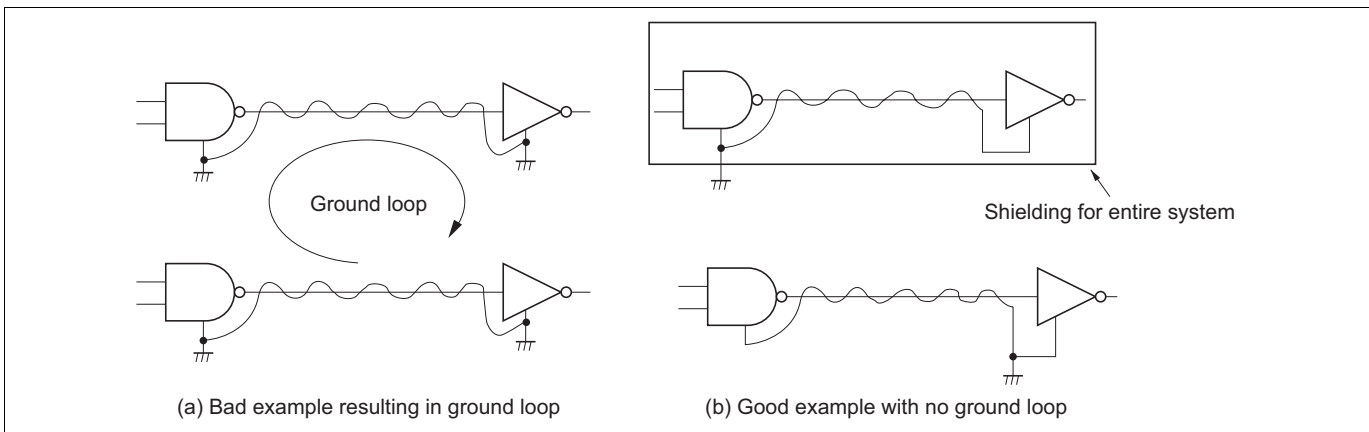 Ground loop
Shielding for entire system
(a) Bad example resulting in ground loop
(b) Good example with no ground loop